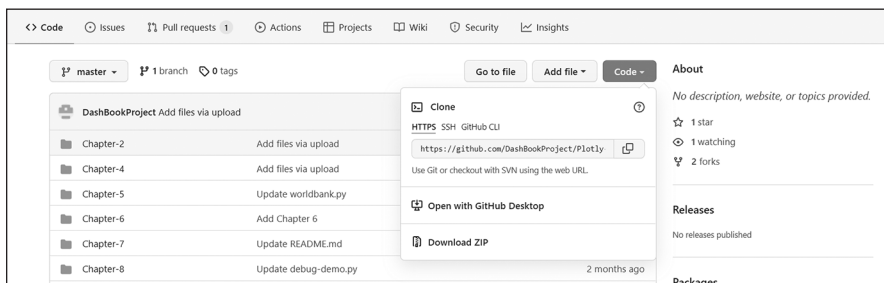 Code Issues Pull requests 1 Actions Projects Wiki Security Insights
master 1 branch 0 tags Go to file Add file Code
DashBookProject Add files via upload
Chapter-2 Add files via upload
Chapter-4 Add files via upload
Chapter-5 Update worldbank.py
Chapter-6 Add Chapter 6
Chapter-7 Update README.md
Chapter-8 Update debug-demo.py 2 months ago
Clone
HTTPS SSH GitHub CLI
https://github.com/DashBookProject/Plotly
Use Git or checkout with SVN using the web URL.
Open with GitHub Desktop
Download ZIP
About
No description, website, or topics provided.
1 star
1 watching
2 forks
Releases
No releases published
Packages